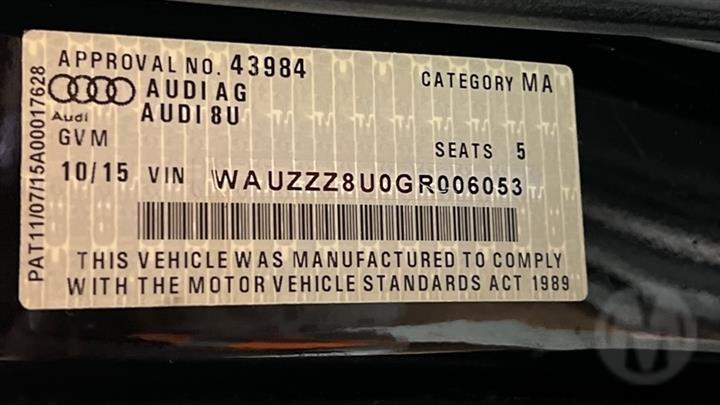 APPROVAL NO. 43984
CATEGORY MA
AUDI AG
Audi
AUDI 8U
GVM
SEATS 5
10/15 VIN WAUZZZ8U0GR006053
THIS VEHICLE WAS MANUFACTURED TO COMPLY
WITH THE MOTOR VEHICLE STANDARDS ACT 1989
PAT11/07/15A00017628
M